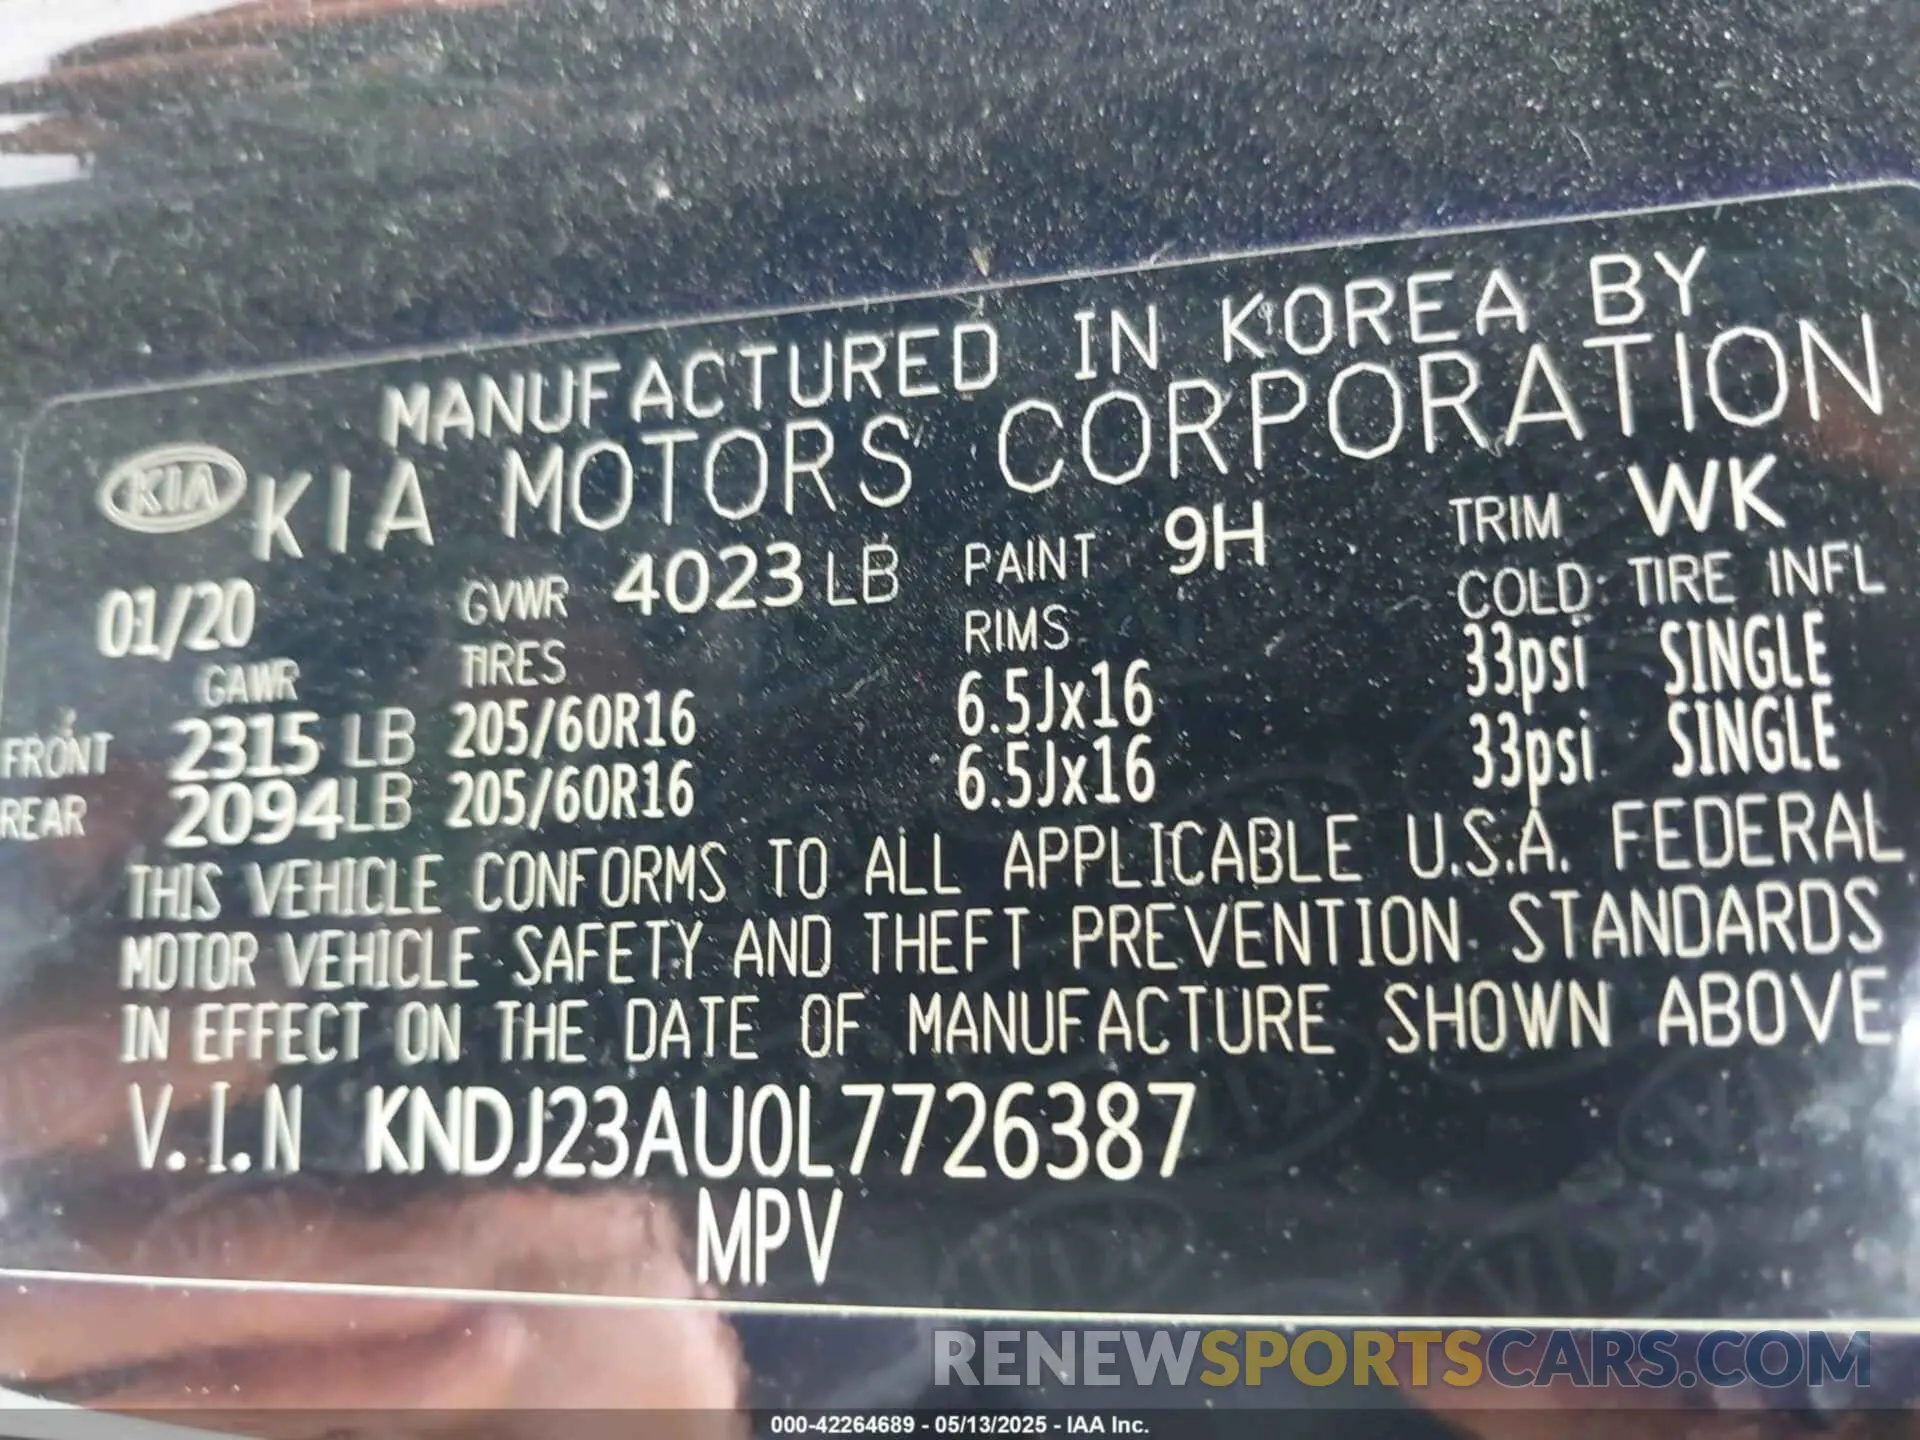 MANUFACTURED IN KOREA BY
KIA KIA MOTORS CORPORATION
01/20 GVWR 4023 LB PAINT 9H TRIM WK
GAWR TIRES RIMS COLD TIRE INFL
FRONT 2315 LB 205/60R16 6.5Jx16 33psi SINGLE
REAR 2094 LB 205/60R16 6.5Jx16 33psi SINGLE
THIS VEHICLE CONFORMS TO ALL APPLICABLE U.S.A. FEDERAL
MOTOR VEHICLE SAFETY AND THEFT PREVENTION STANDARDS
IN EFFECT ON THE DATE OF MANUFACTURE SHOWN ABOVE
V.I.N KNDJ23AU0L7726387
MPV
RENEWSPORTSCARS.COM
000-42264689 - 05/13/2025 - IAA Inc.